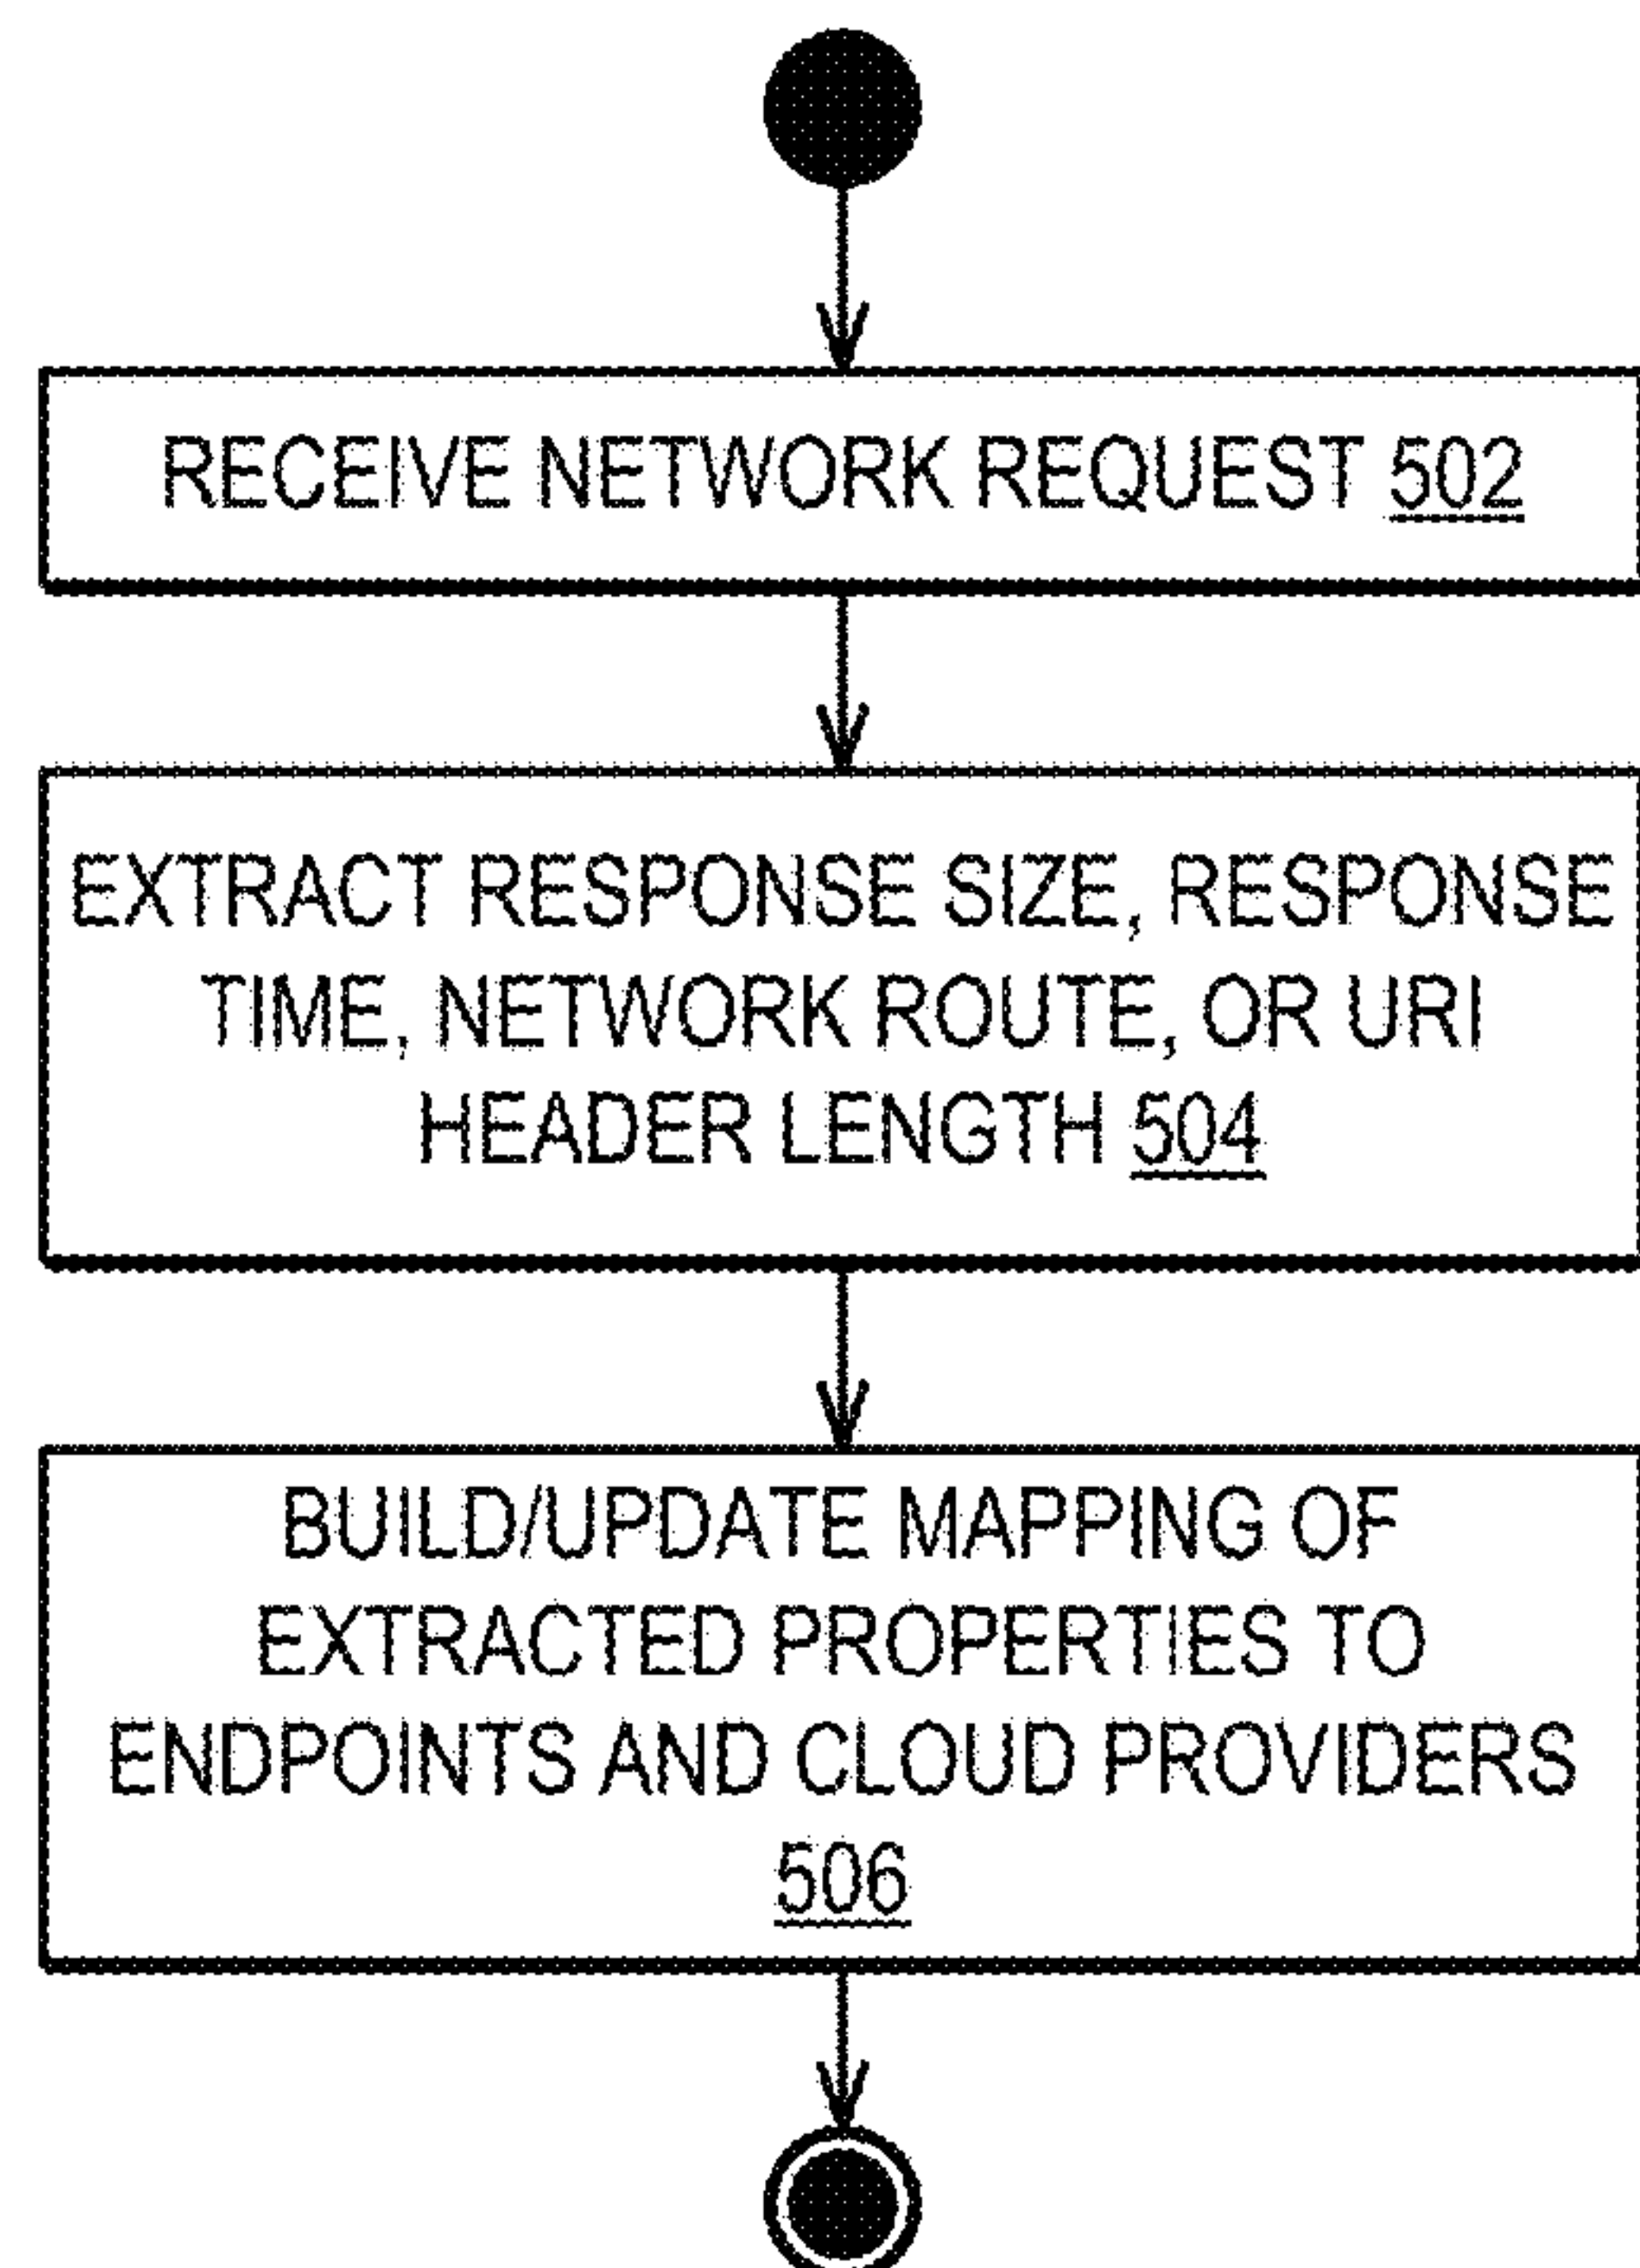 RECEIVE NETWORK REQUEST 502
EXTRACT RESPONSE SIZE, RESPONSE
TIME, NETWORK ROUTE, OR URI
HEADER LENGTH 504
BUILD/UPDATE MAPPING OF
EXTRACTED PROPERTIES TO
ENDPOINTS AND CLOUD PROVIDERS
506